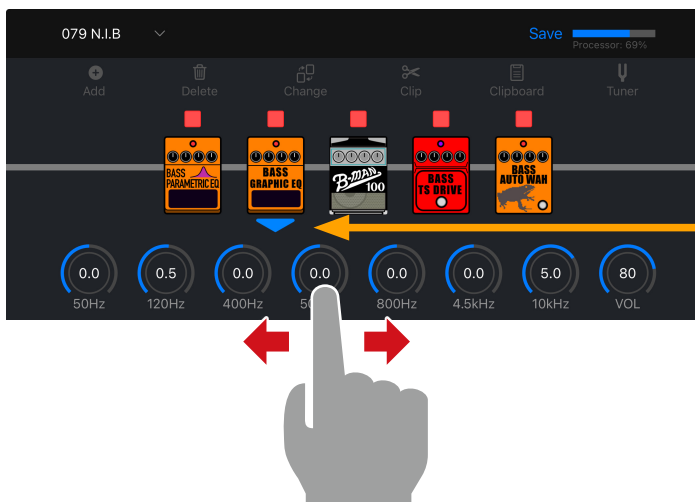 079 N.I.B
Save
Processor: 69%
Add
Delete
Change
Clip
Clipboard
Tuner
BASS
PARAMETRIC EQ
BASS
GRAPHIC EQ
B-MAN
100
BASS
TS DRIVE
BASS
AUTO WAH
0.0
0.5
0.0
0.0
0.0
0.0
5.0
80
50Hz
120Hz
400Hz
800Hz
4.5kHz
10kHz
VOL